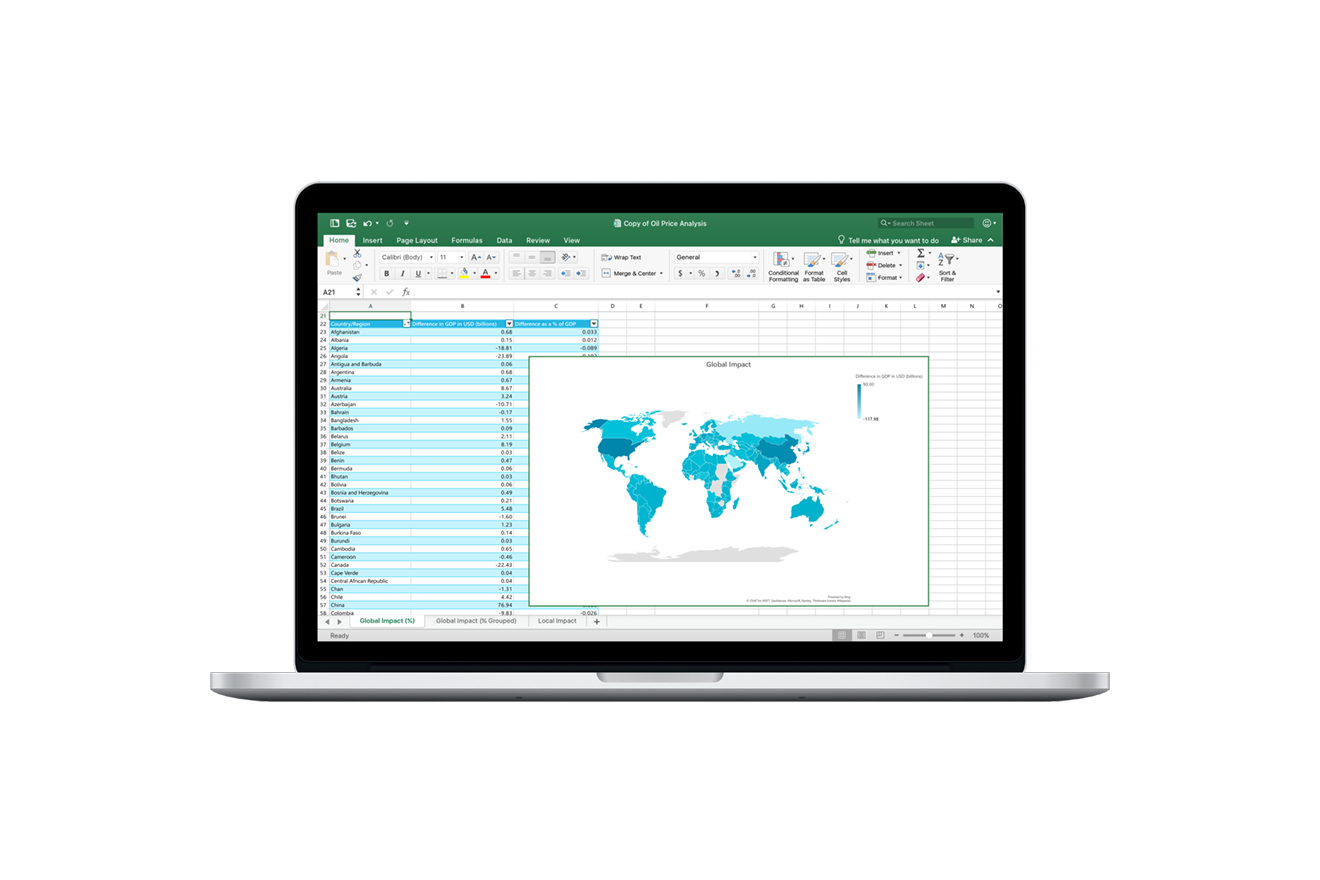 Copy of Oil Price Analysis
Search Sheet
Home Insert Page Layout Formulas Data Review View
Tell me what you want to do Share
Paste
Calibri (Body) 11 A A
B I U A
Wrap Text
Merge & Center
General
$ % )
Conditional Formatting
Format as Table
Cell Styles
Insert
Delete
Format
Σ
Sort & Filter
A21 fx
A B C D E F G H I J K L M N O
21
22 Country/Region Difference in GDP in USD (billions) Difference as a % of GDP
23 Afghanistan 0.68 0.033
24 Albania 0.15 0.012
25 Algeria -18.81 -0.089
26 Angola -23.89
27 Antigua and Barbuda 0.06
28 Argentina 0.68
29 Armenia 0.67
30 Australia 8.67
31 Austria 3.24
32 Azerbaijan -10.71
33 Bahrain -0.17
34 Bangladesh 1.55
35 Barbados 0.09
36 Belarus 2.11
37 Belgium 8.19
38 Belize 0.03
39 Benin 0.47
40 Bermuda 0.06
41 Bhutan 0.03
42 Bolivia 0.06
43 Bosnia and Herzegovina 0.49
44 Botswana 0.21
45 Brazil 5.48
46 Brunei -1.60
47 Bulgaria 1.23
48 Burkina Faso 0.14
49 Burundi 0.03
50 Cambodia 0.65
51 Cameroon -0.46
52 Canada -22.43
53 Cape Verde 0.04
54 Central African Republic 0.04
55 Chan -1.31
56 Chile 4.42
57 China 76.94
58 Colombia -9.83 -0.026
Global Impact
Difference in GDP in USD (billions)
90.00
-117.98
Powered by Bing
Global Impact (%) Global Impact (% Grouped) Local Impact +
Ready 100%